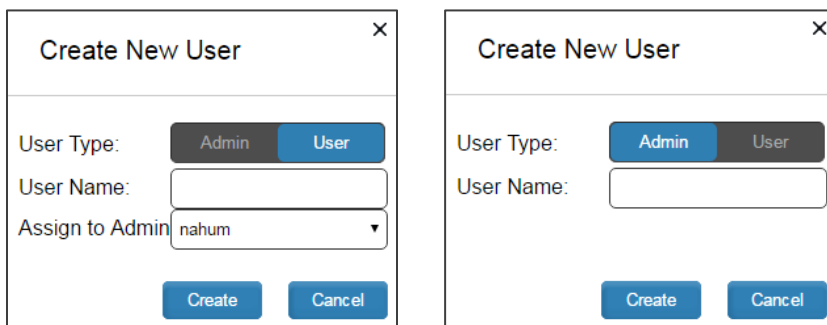 Create New User
×
User Type:
Admin
User
User Name:
Assign to Admin
nahum
Create
Cancel
Create New User
×
User Type:
Admin
User
User Name:
Create
Cancel